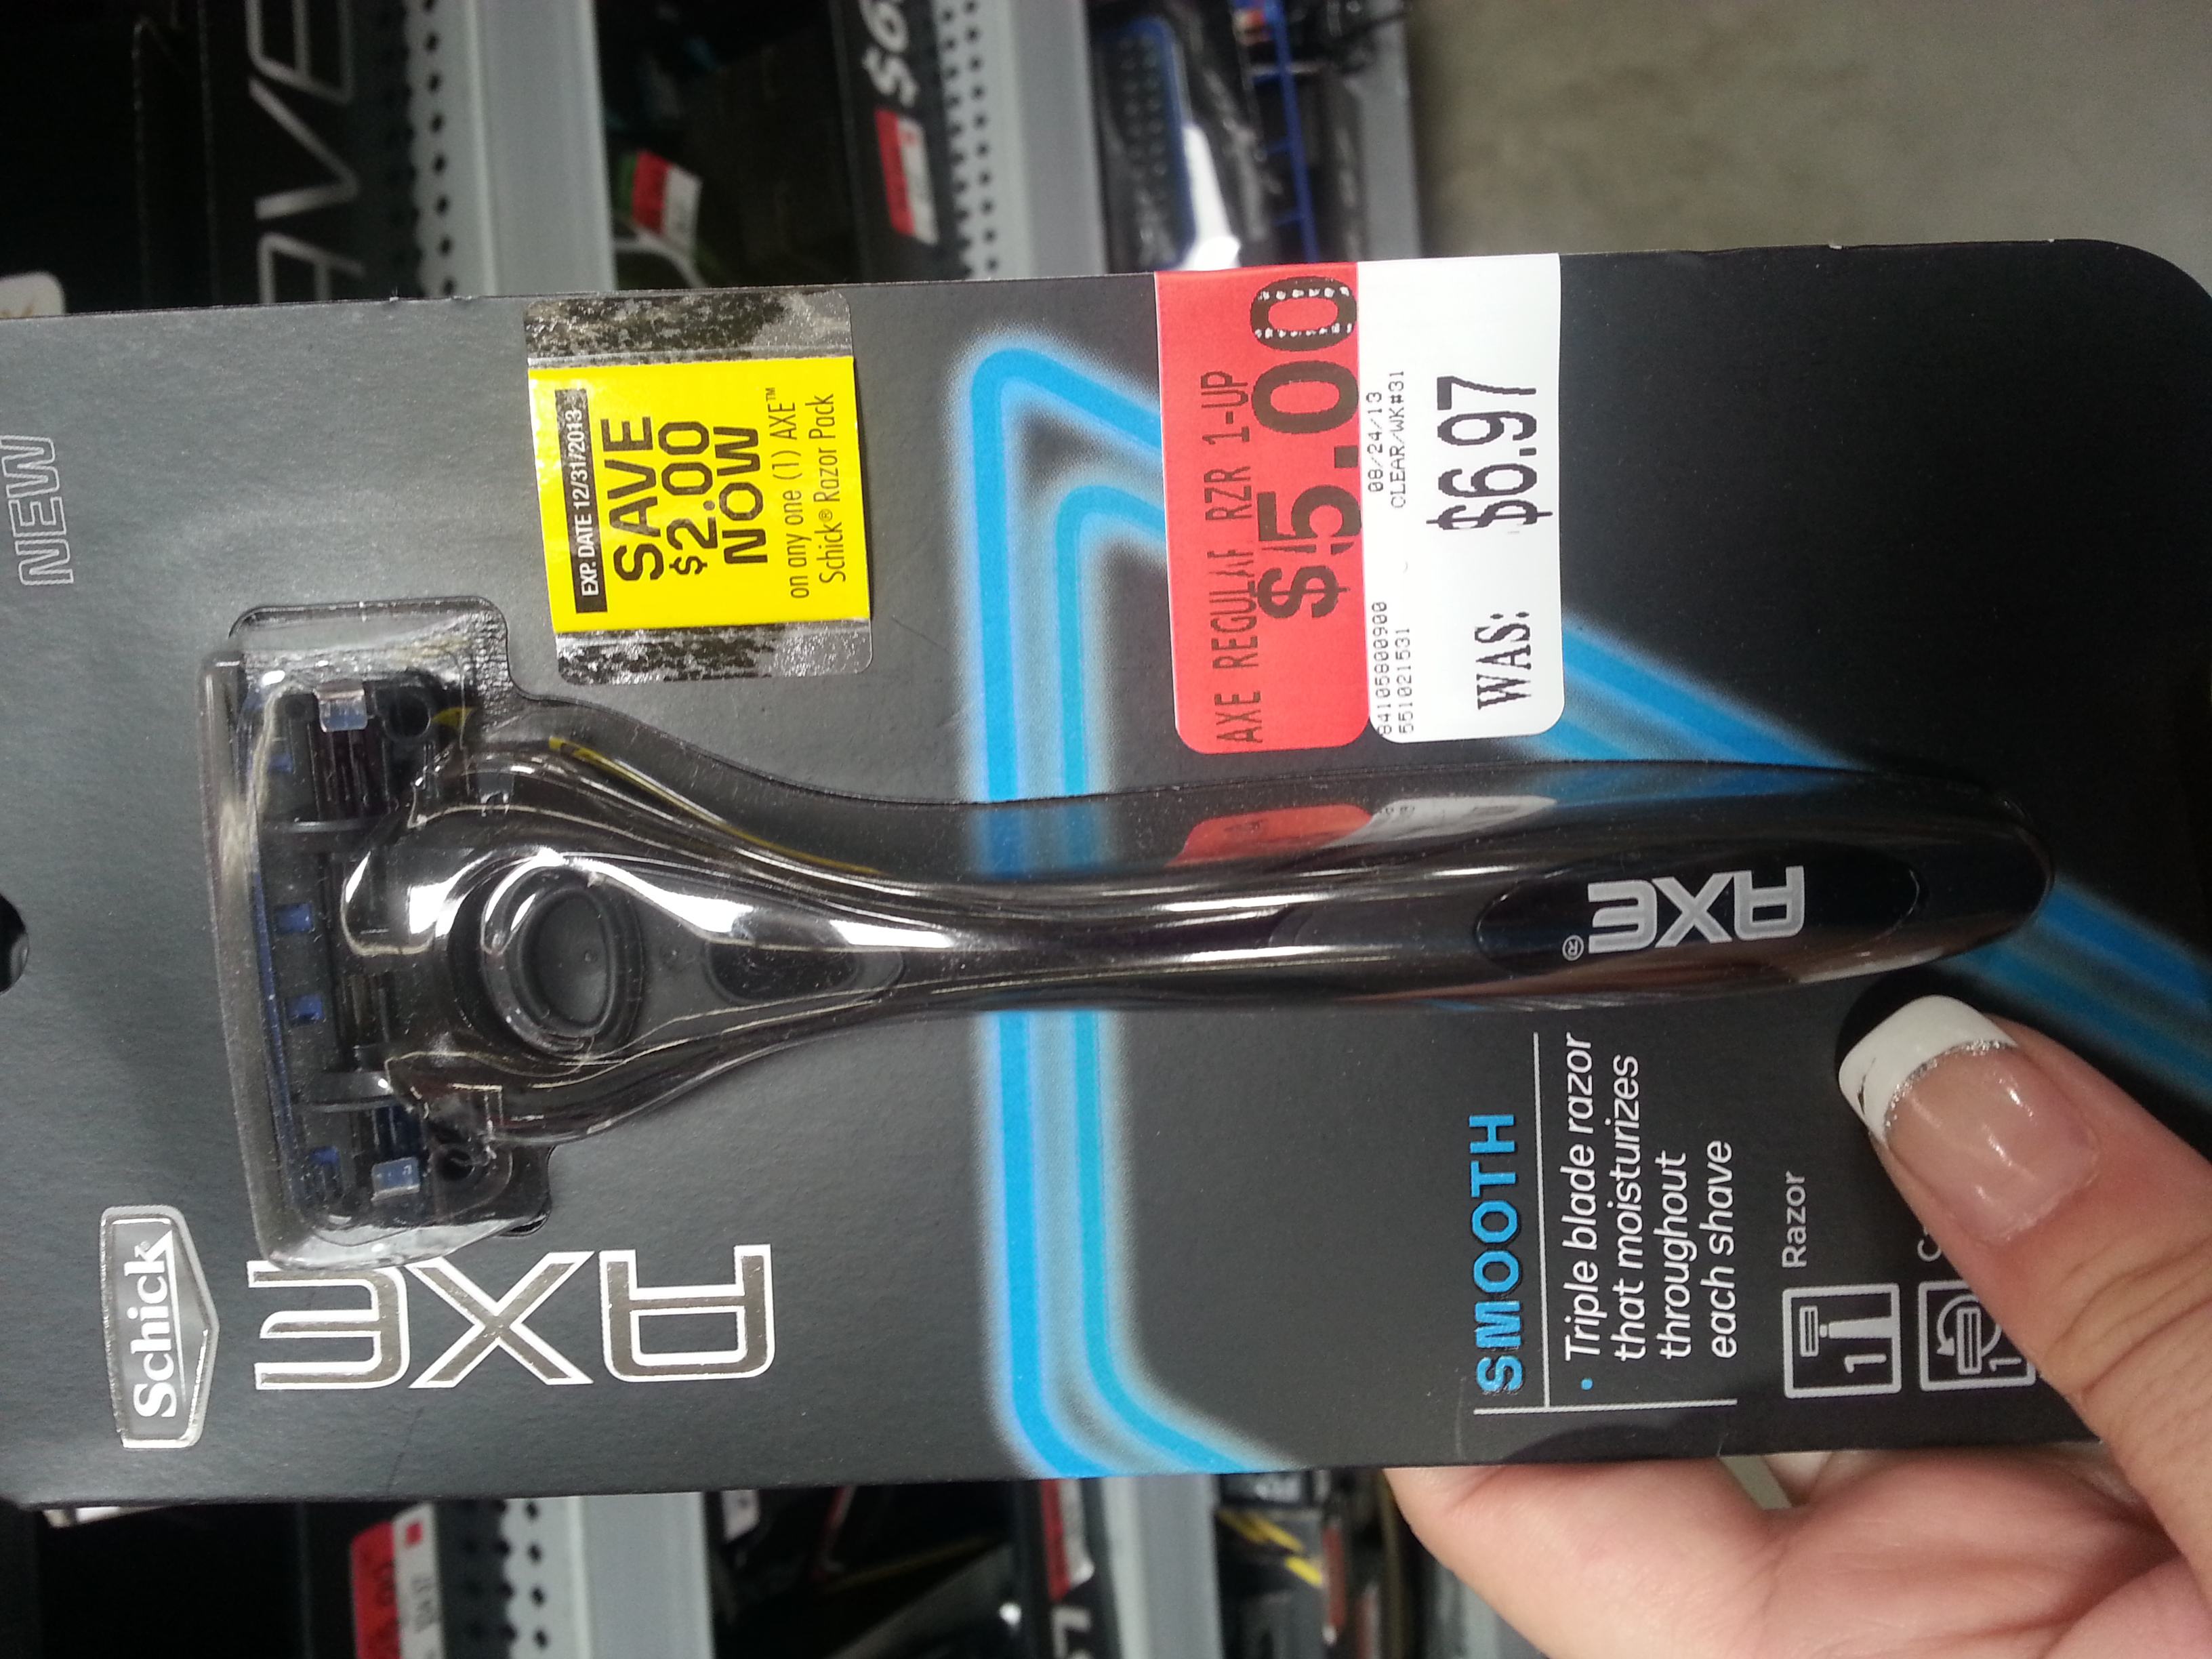 NEW
Schick®
AXE
EXP. DATE 12/31/2013
SAVE
$2.00
NOW
on any one (1) AXE™
Schick® Razor Pack
AXE REGULAR RZR 1-UP
$5.00
08/24/13
84105800900 CLEAR/WK#31
551021531
WAS: $6.97
AXE®
SMOOTH
• Triple blade razor
that moisturizes
throughout
each shave
1 Razor
1